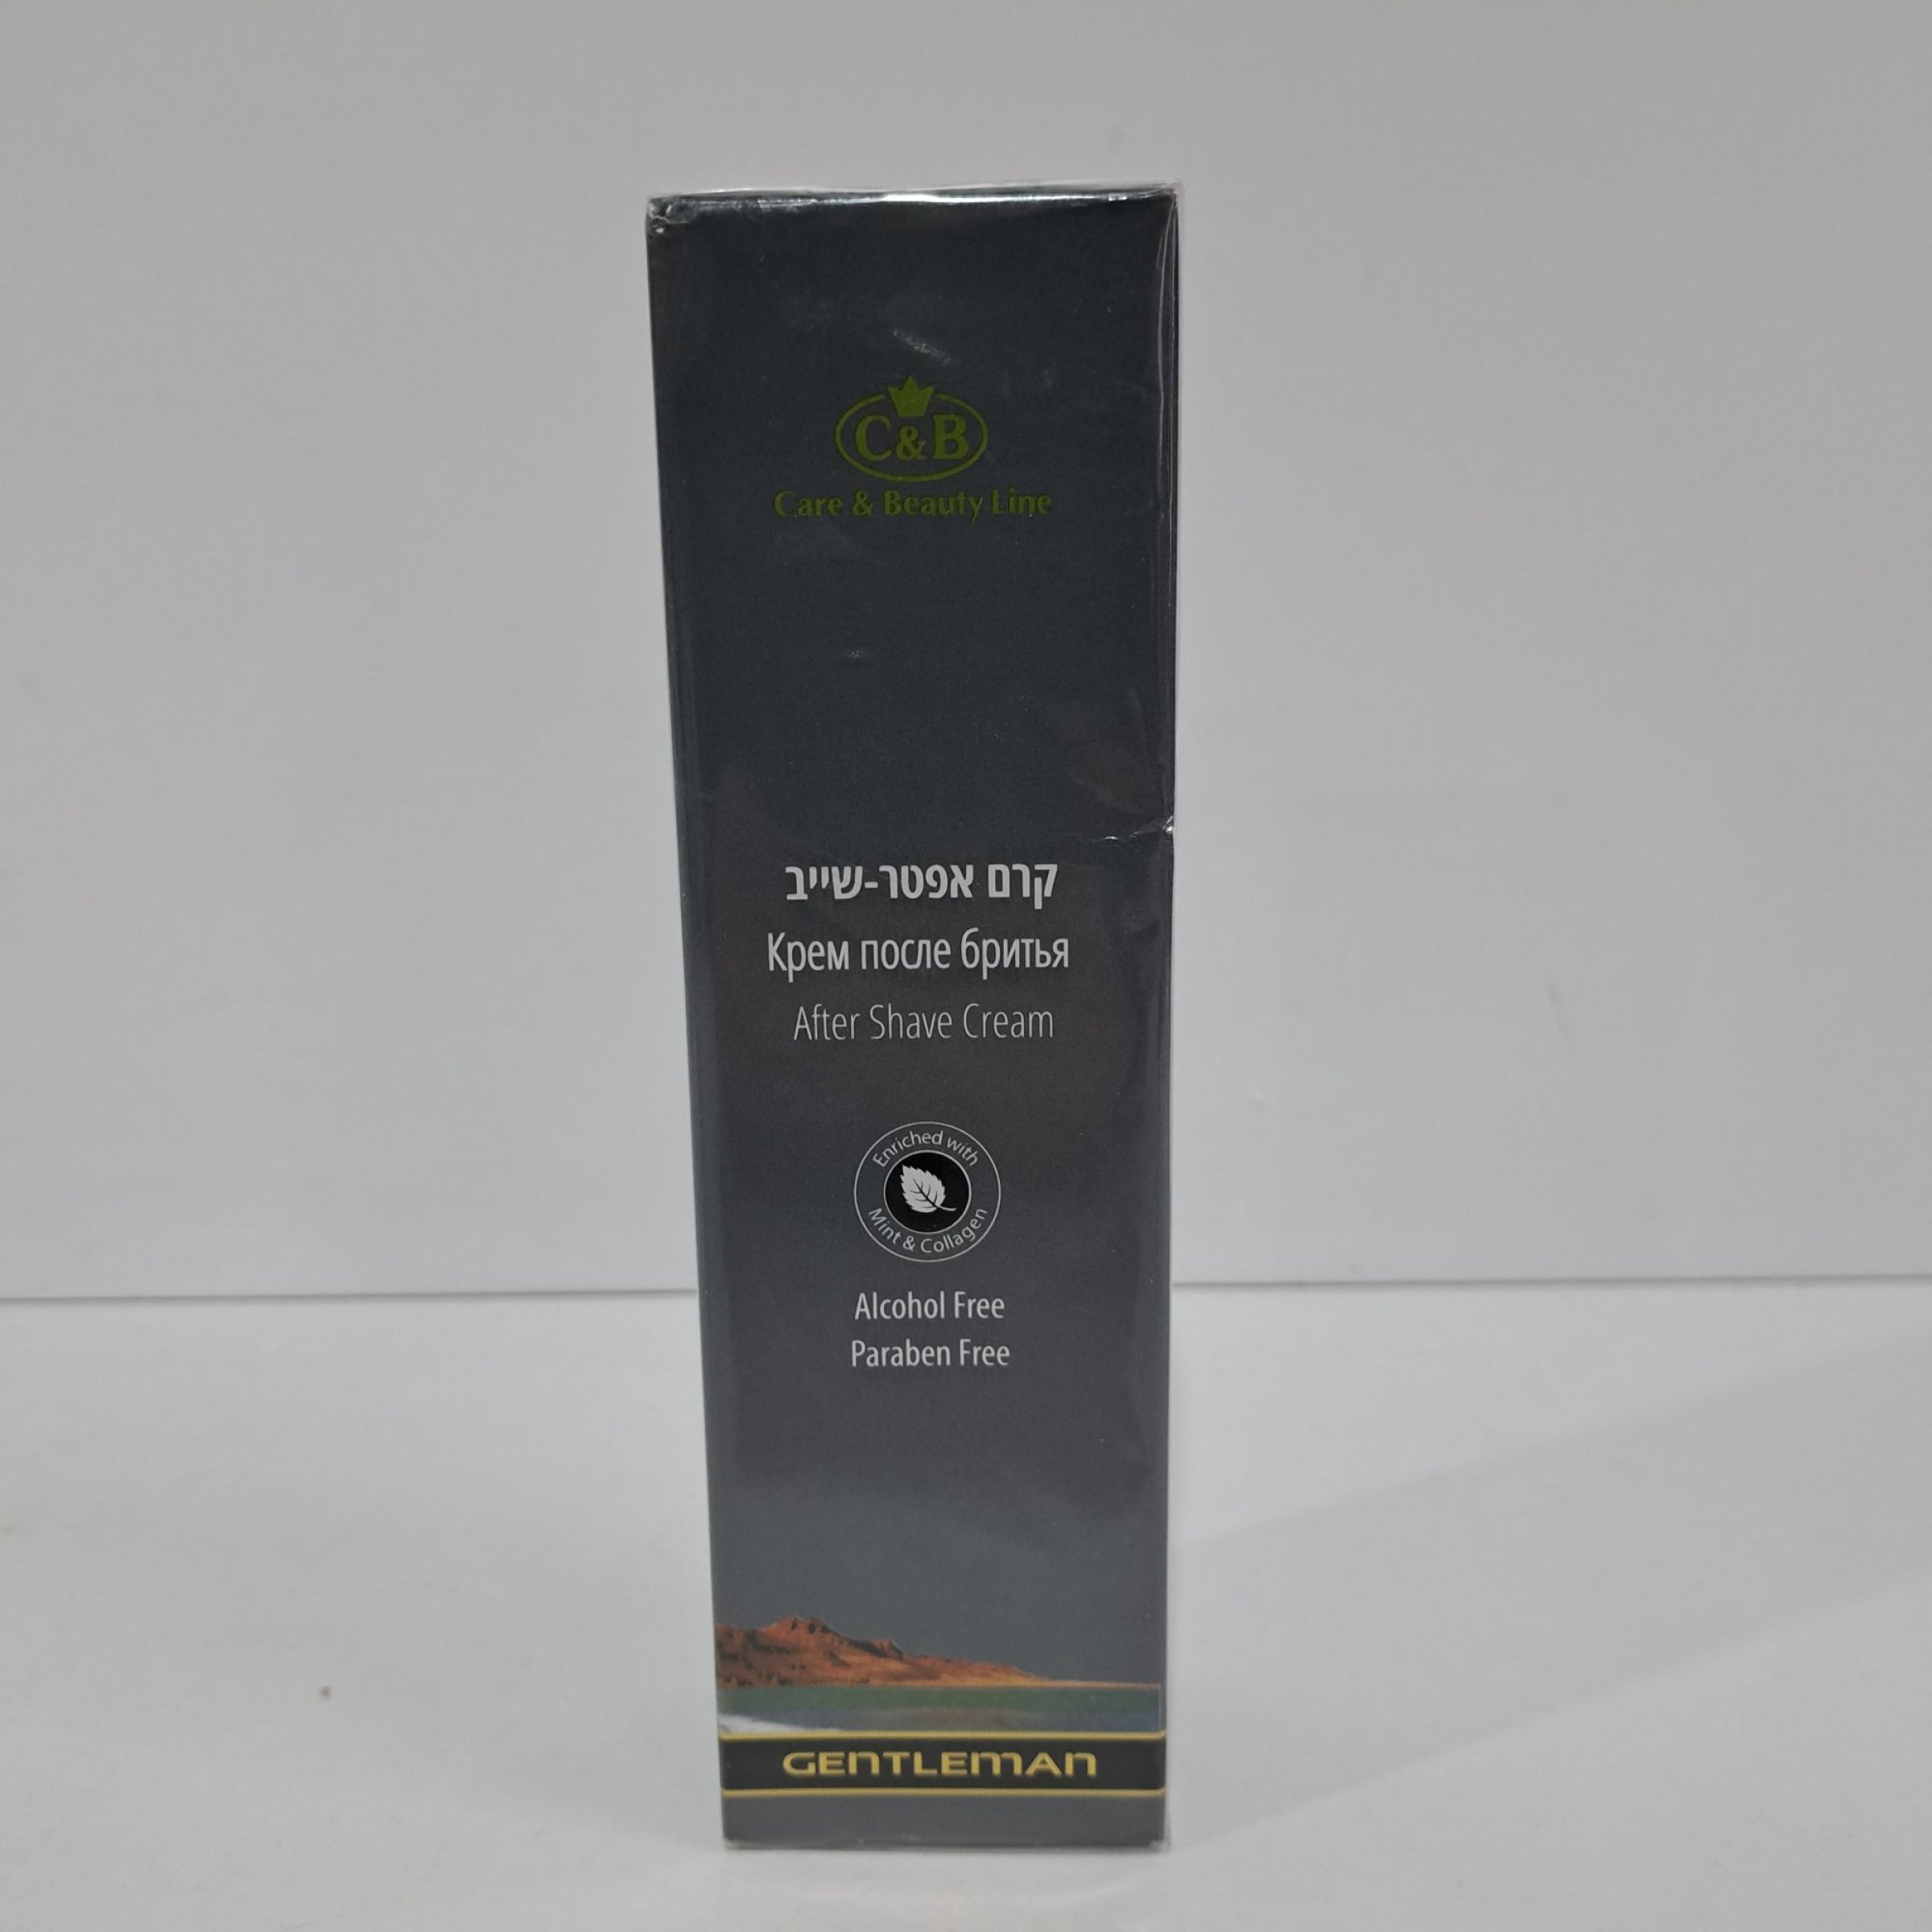 C&B
Care & Beauty Line
קרם אפטר-שייב
Крем после бритья
After Shave Cream
Enriched with
Mint & Collagen
Alcohol Free
Paraben Free
GENTLEMAN